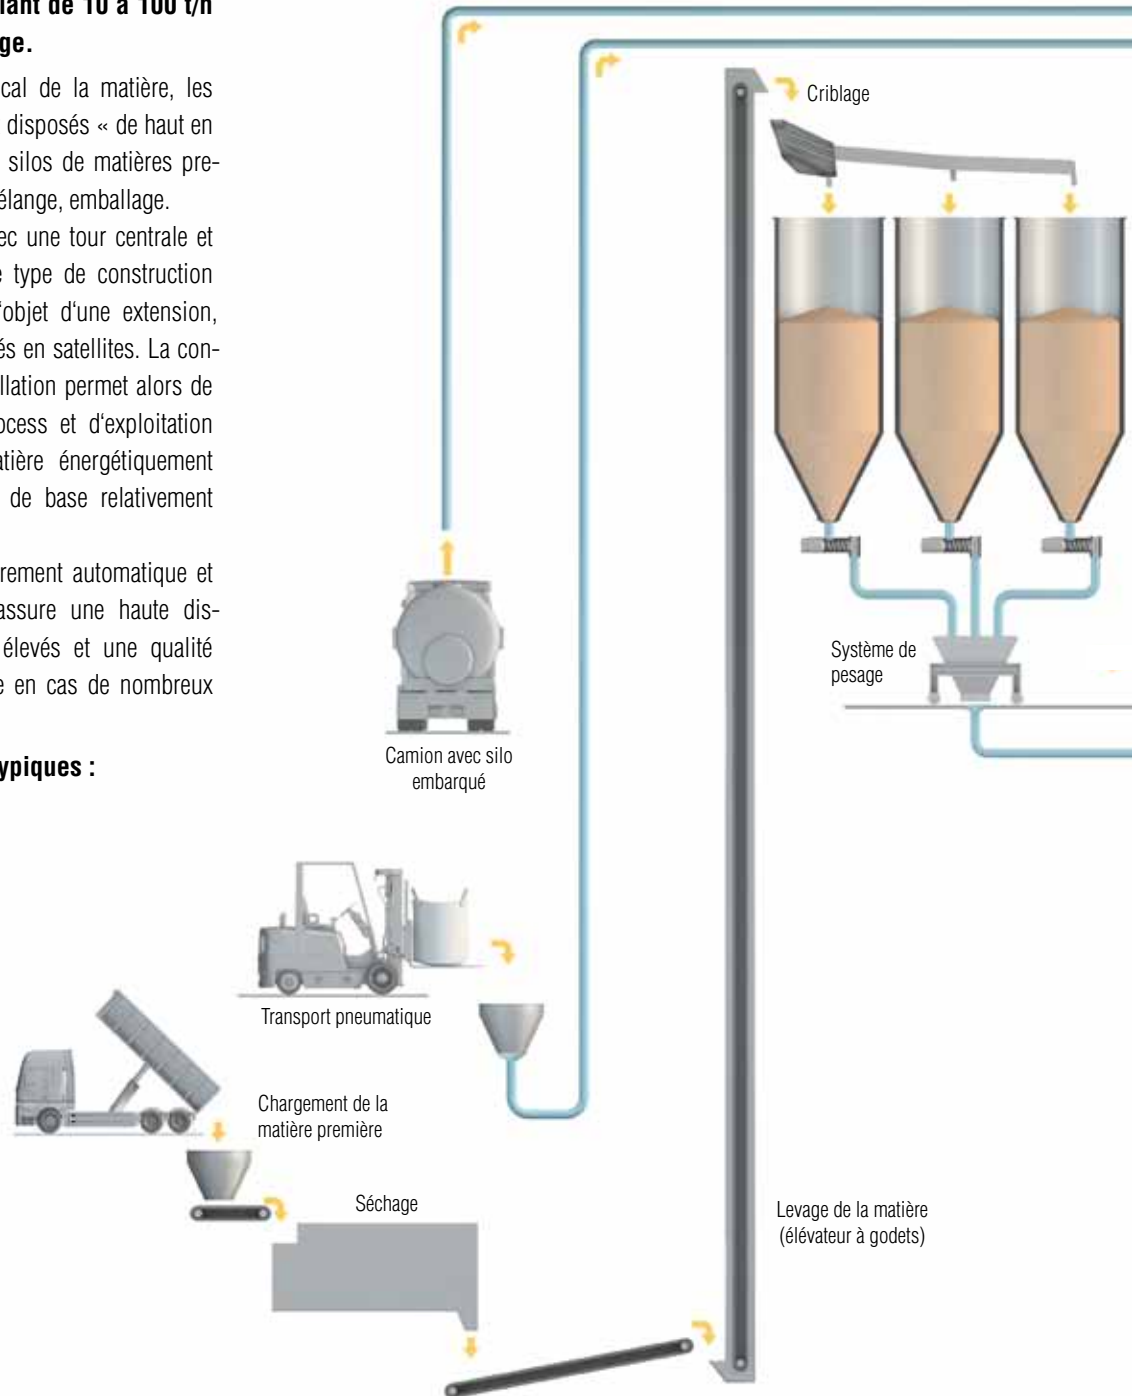 lant de 10 à 100 t/h
ge.
cal de la matière, les
disposés « de haut en
silos de matières pre-
élange, emballage.
ec une tour centrale et
e type de construction
'objet d'une extension,
és en satellites. La con-
llation permet alors de
ocess et d'exploitation
atière énergétiquement
de base relativement
rement automatique et
assure une haute dis-
élevés et une qualité
e en cas de nombreux
ypiques :
Criblage
Système de
pesage
Camion avec silo
embarqué
Transport pneumatique
Chargement de la
matière première
Séchage
Levage de la matière
(élévateur à godets)